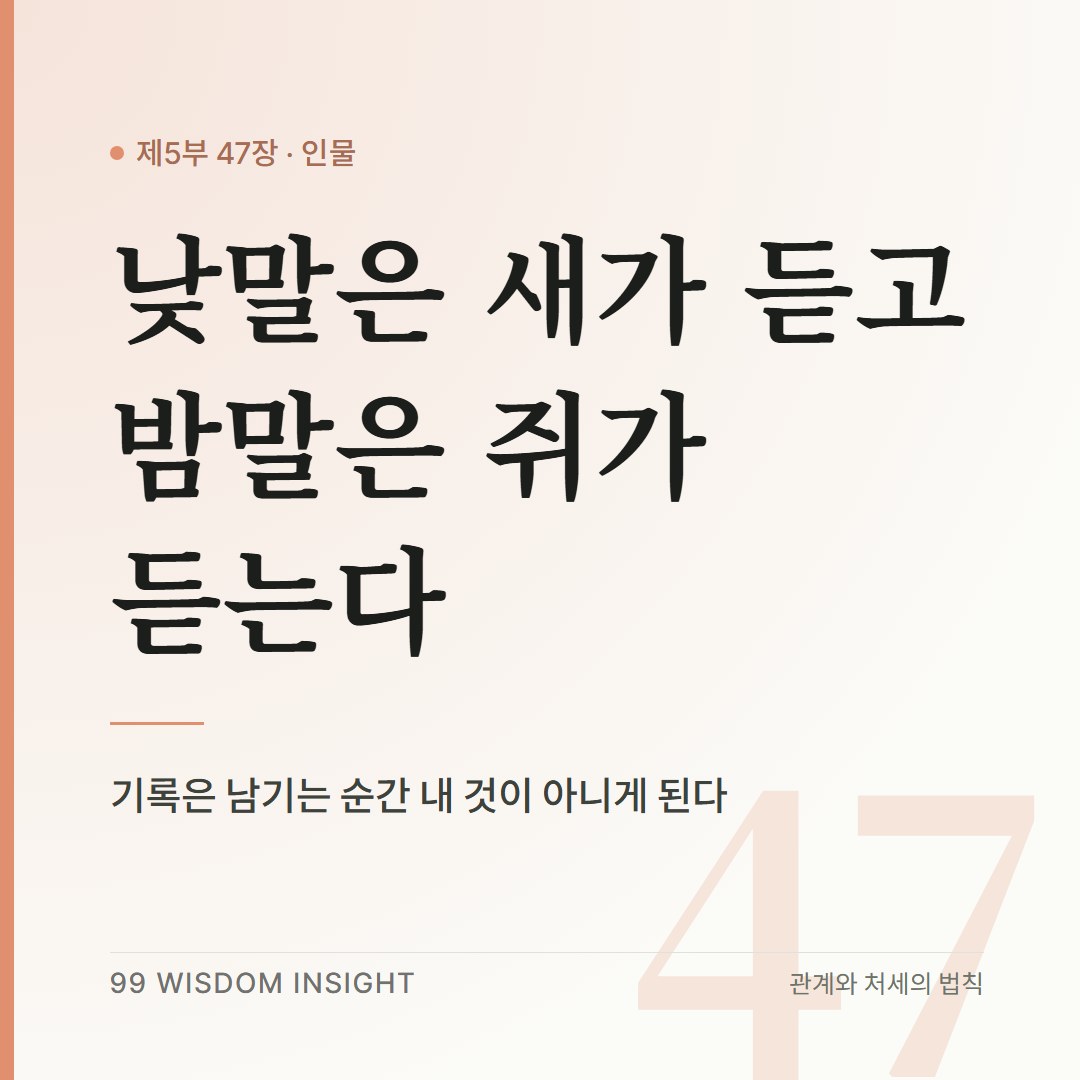 제5부 47장 · 인물
낮말은 새가 듣고
밤말은 쥐가
듣는다
기록은 남기는 순간 내 것이 아니게 된다
47
99 WISDOM INSIGHT
관계와 처세의 법칙